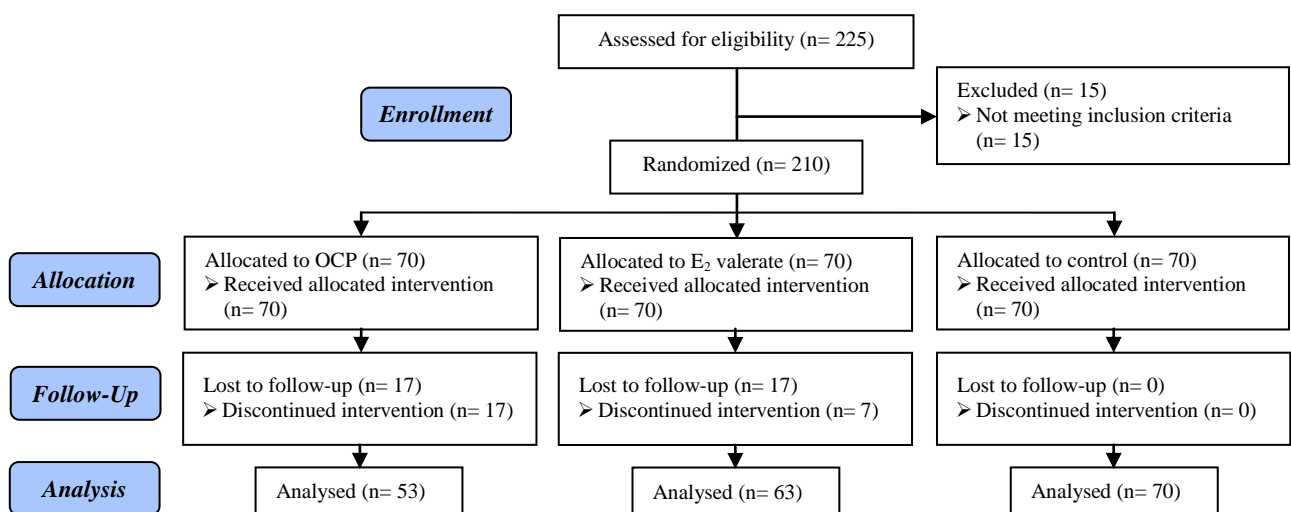 Assessed for eligibility (n= 225)
Enrollment
Excluded (n= 15)
➢ Not meeting inclusion criteria
(n= 15)
Randomized (n= 210)
Allocation
Allocated to OCP (n= 70)
➢ Received allocated intervention
(n= 70)
Allocated to E₂ valerate (n= 70)
➢ Received allocated intervention
(n= 70)
Allocated to control (n= 70)
➢ Received allocated intervention
(n= 70)
Follow-Up
Lost to follow-up (n= 17)
➢ Discontinued intervention (n= 17)
Lost to follow-up (n= 17)
➢ Discontinued intervention (n= 7)
Lost to follow-up (n= 0)
➢ Discontinued intervention (n= 0)
Analysis
Analysed (n= 53)
Analysed (n= 63)
Analysed (n= 70)